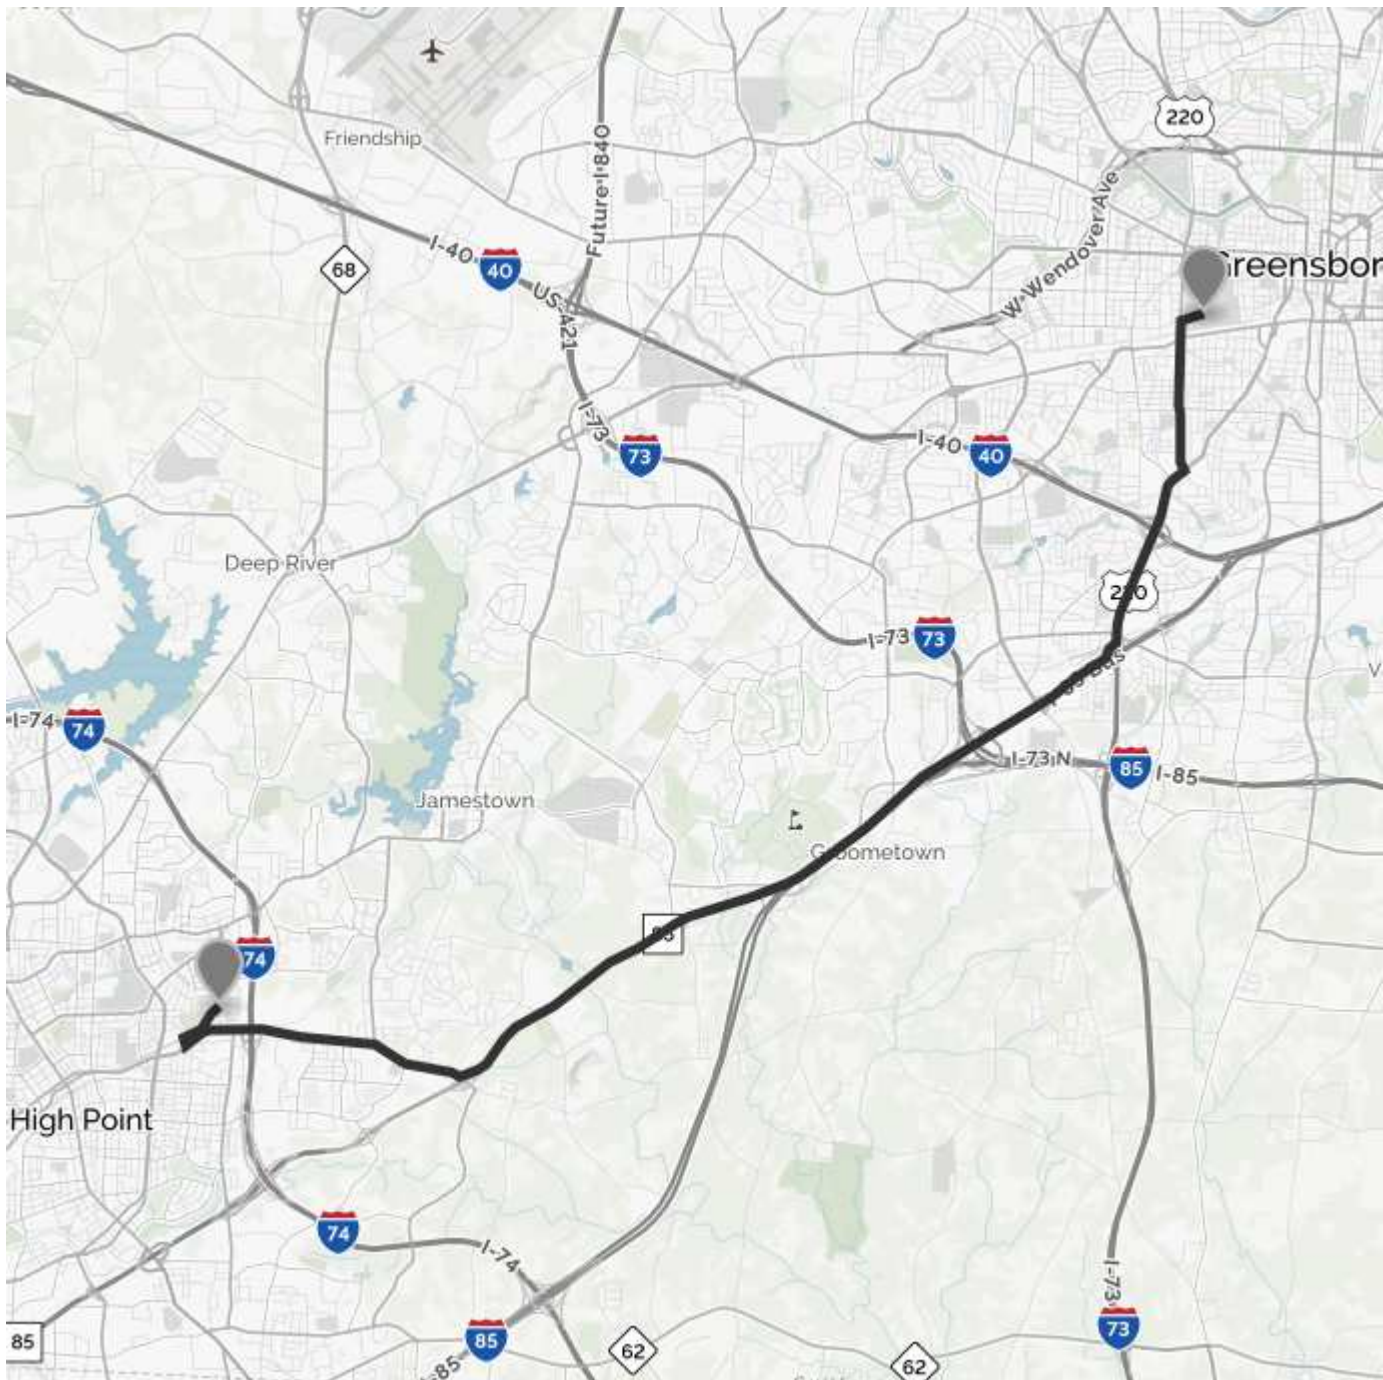 220
Friendship
Future I-840
W Wendover Ave
Greensbor
68
I-40
40
US-421
I-73
73
I-40
40
Deep River
220
I-73
73
I-74
74
I-73 N
85
I-85
Jamestown
Groometown
74
High Point
74
I-74
I-73
73
85
85
I-85
62
62
V